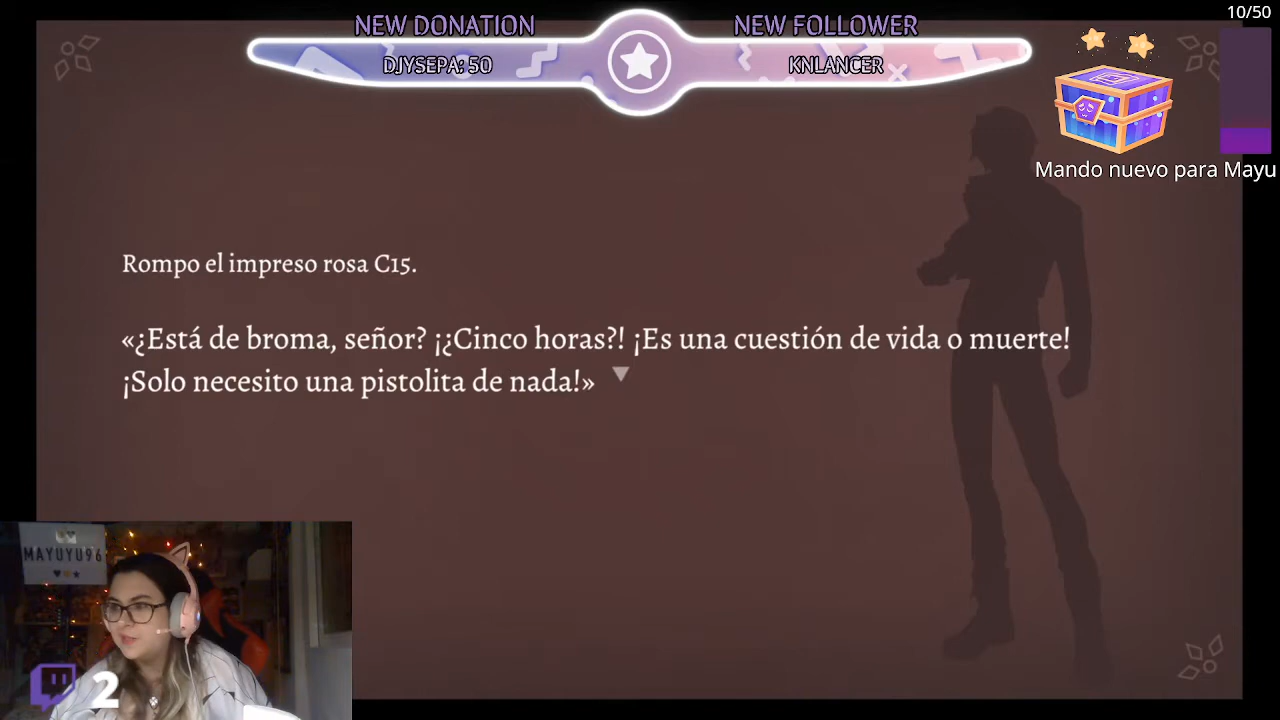 10/50
NEW DONATION
NEW FOLLOWER
DJYSEPA: 50
KNLANCER
Mando nuevo para Mayu
Rompo el impreso rosa C15.
«¿Está de broma, señor? ¡¿Cinco horas?! ¡Es una cuestión de vida o muerte!
¡Solo necesito una pistolita de nada!»
MAYUYU96
2